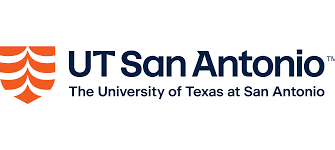 UT San Antonio™
The University of Texas at San Antonio